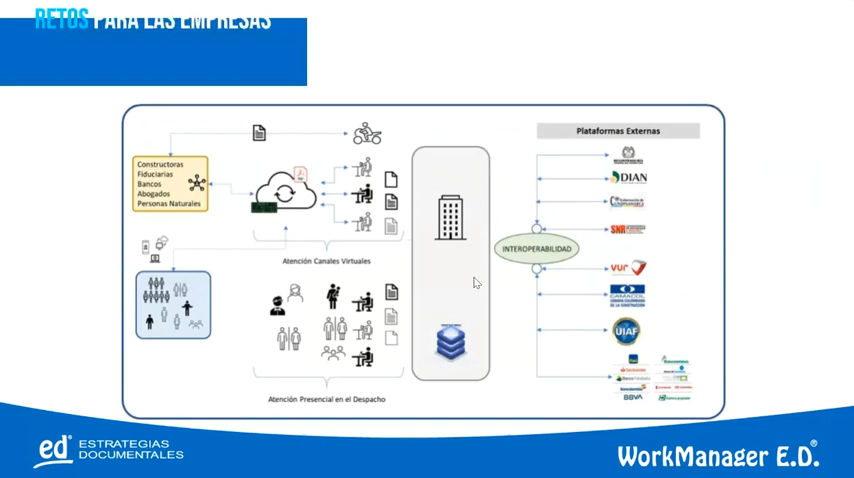 RETOS PARA LAS EMPRESAS
Plataformas Externas
Constructoras
Fiduciarias
Bancos
Abogados
Personas Naturales
DIAN
SNR
INTEROPERABILIDAD
Atención Canales Virtuales
vur
CAMACOL
UIAF
Santander
BBVA
Atención Presencial en el Despacho
ed® ESTRATEGIAS
DOCUMENTALES
WorkManager E.D.®